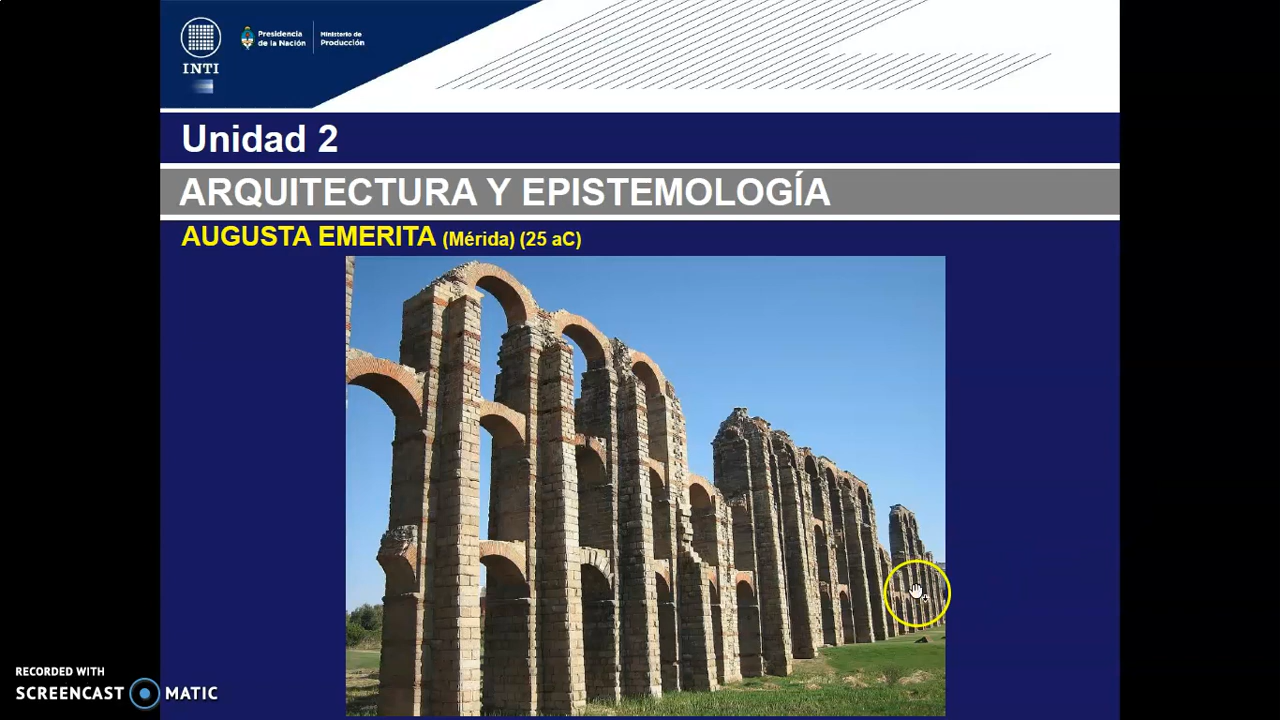 INTI
Presidencia
de la Nación
Ministerio de
Producción
Unidad 2
ARQUITECTURA Y EPISTEMOLOGÍA
AUGUSTA EMERITA (Mérida) (25 aC)
RECORDED WITH
SCREENCAST MATIC